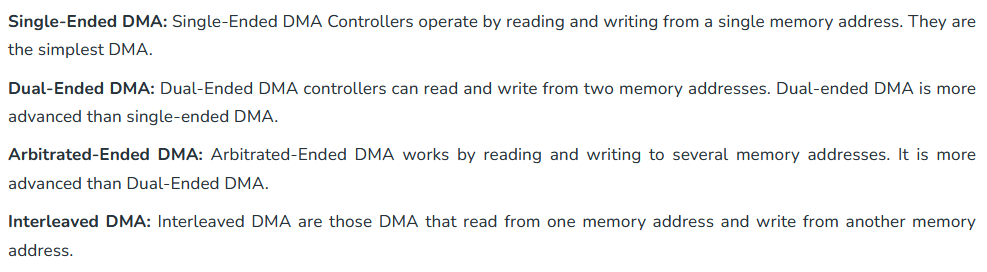 Single-Ended DMA: Single-Ended DMA Controllers operate by reading and writing from a single memory address. They are
the simplest DMA.
Dual-Ended DMA: Dual-Ended DMA controllers can read and write from two memory addresses. Dual-ended DMA is more
advanced than single-ended DMA.
Arbitrated-Ended DMA: Arbitrated-Ended DMA works by reading and writing to several memory addresses. It is more
advanced than Dual-Ended DMA.
Interleaved DMA: Interleaved DMA are those DMA that read from one memory address and write from another memory
address.